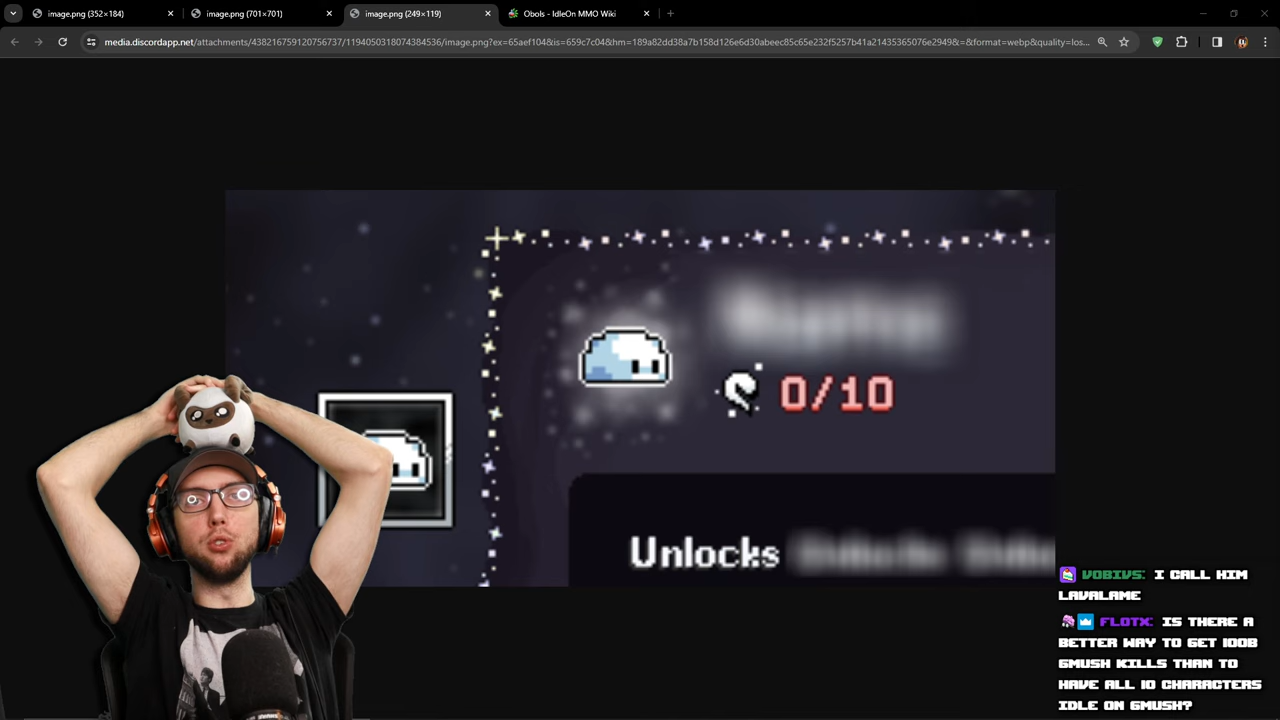 image.png (352×184)
image.png (701×701)
image.png (249×119)
Obols - IdleOn MMO Wiki
media.discordapp.net/attachments/438216759120756737/1194050318074384536/image.png?ex=65aef104&is=659c7c04&hm=189a82dd38a7b158d126e6d30abeec85c65e232f5257b41a21435365076e2949&=&format=webp&quality=los...
0/10
Unlocks
VOBIVS: I CALL HIM
LAVALAME
FLOTX: IS THERE A
BETTER WAY TO GET 100B
GMUSH KILLS THAN TO
HAVE ALL 10 CHARACTERS
IDLE ON GMUSH?